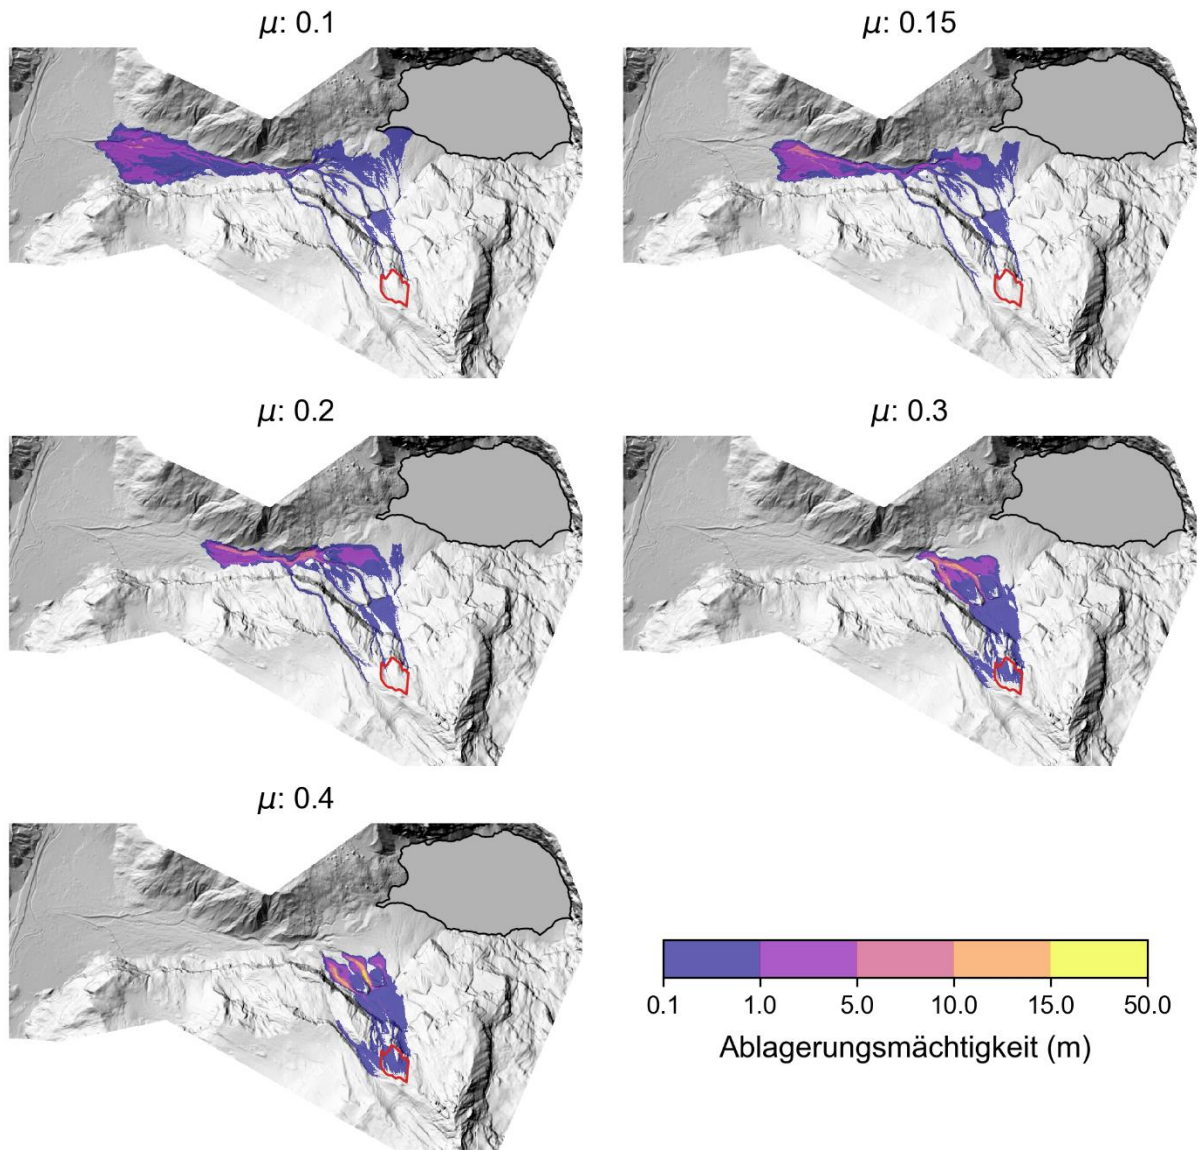 μ: 0.1
μ: 0.15
μ: 0.2
μ: 0.3
μ: 0.4
0.1 1.0 5.0 10.0 15.0 50.0
Ablagerungsmächtigkeit (m)